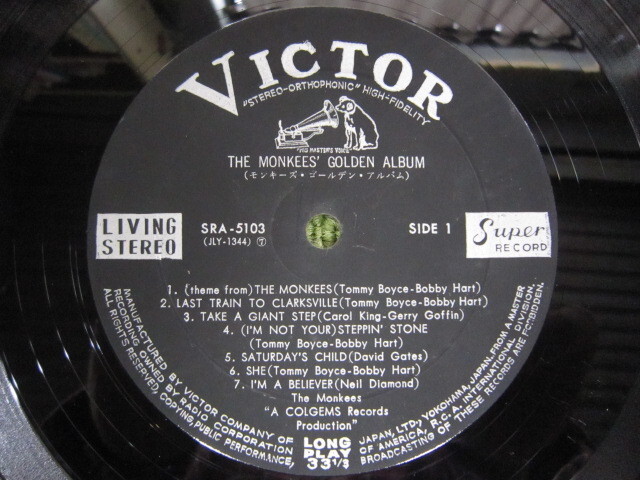 VICTOR
"STEREO-ORTHOPHONIC" HIGH-FIDELITY
"HIS MASTER'S VOICE"
THE MONKEES' GOLDEN ALBUM
(モンキーズ・ゴールデン・アルバム)
LIVING STEREO
SRA-5103
(JLY-1344)
SIDE 1
Super RECORD
1. (theme from) THE MONKEES (Tommy Boyce-Bobby Hart)
2. LAST TRAIN TO CLARKSVILLE (Tommy Boyce-Bobby Hart)
3. TAKE A GIANT STEP (Carol King-Gerry Goffin)
4. (I'M NOT YOUR) STEPPIN' STONE
(Tommy Boyce-Bobby Hart)
5. SATURDAY'S CHILD (David Gates)
6. SHE (Tommy Boyce-Bobby Hart)
7. I'M A BELIEVER (Neil Diamond)
The Monkees
"A COLGEMS Records
Production"
LONG PLAY 33 1/3
MANUFACTURED BY VICTOR COMPANY OF JAPAN, LTD., YOKOHAMA, JAPAN, FROM A MASTER
RECORDING OWNED BY RADIO CORPORATION OF AMERICA, R.C.A. INTERNATIONAL DIVISION.
ALL RIGHTS RESERVED COPYING, PUBLIC PERFORMANCE, BROADCASTING OF THESE RECORDS ARE FORBIDDEN.